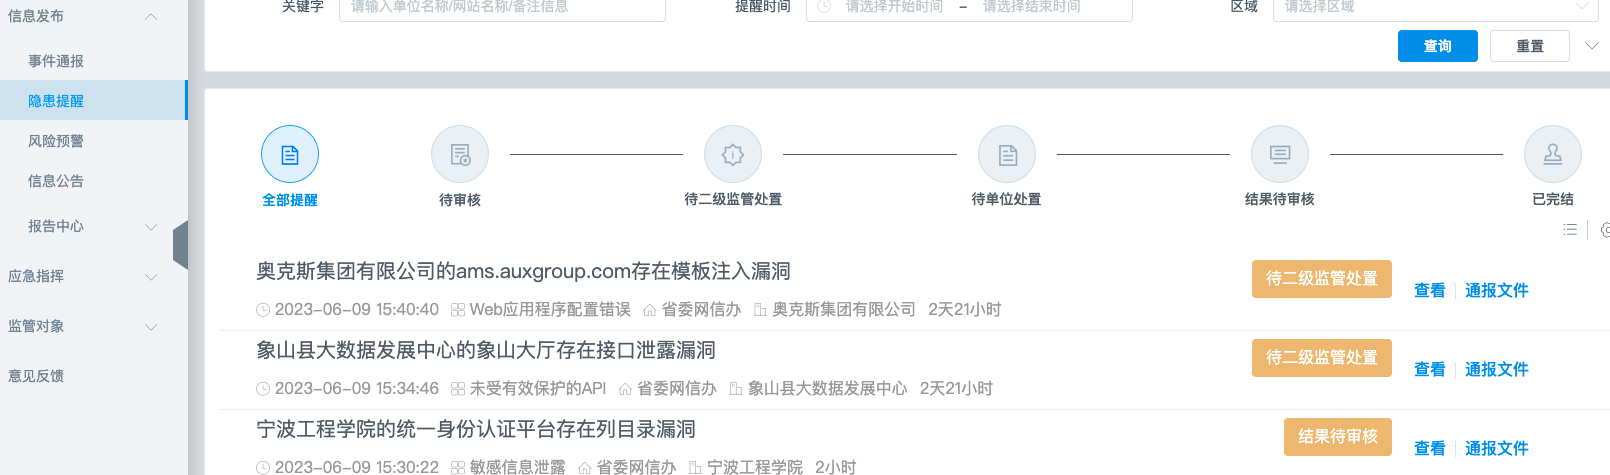 信息发布
事件通报
隐患提醒
风险预警
信息公告
报告中心
应急指挥
监管对象
意见反馈
关键字 请输入单位名称/网站名称/备注信息 提醒时间 请选择开始时间 – 请选择结束时间 区域 请选择区域
查询 重置
全部提醒 待审核 待二级监管处置 待单位处置 结果待审核 已完结
奥克斯集团有限公司的ams.auxgroup.com存在模板注入漏洞 待二级监管处置 查看 通报文件
2023-06-09 15:40:40 Web应用程序配置错误 省委网信办 奥克斯集团有限公司 2天21小时
象山县大数据发展中心的象山大厅存在接口泄露漏洞 待二级监管处置 查看 通报文件
2023-06-09 15:34:46 未受有效保护的API 省委网信办 象山县大数据发展中心 2天21小时
宁波工程学院的统一身份认证平台存在列目录漏洞 结果待审核 查看 通报文件
2023-06-09 15:30:22 敏感信息泄露 省委网信办 宁波工程学院 2小时